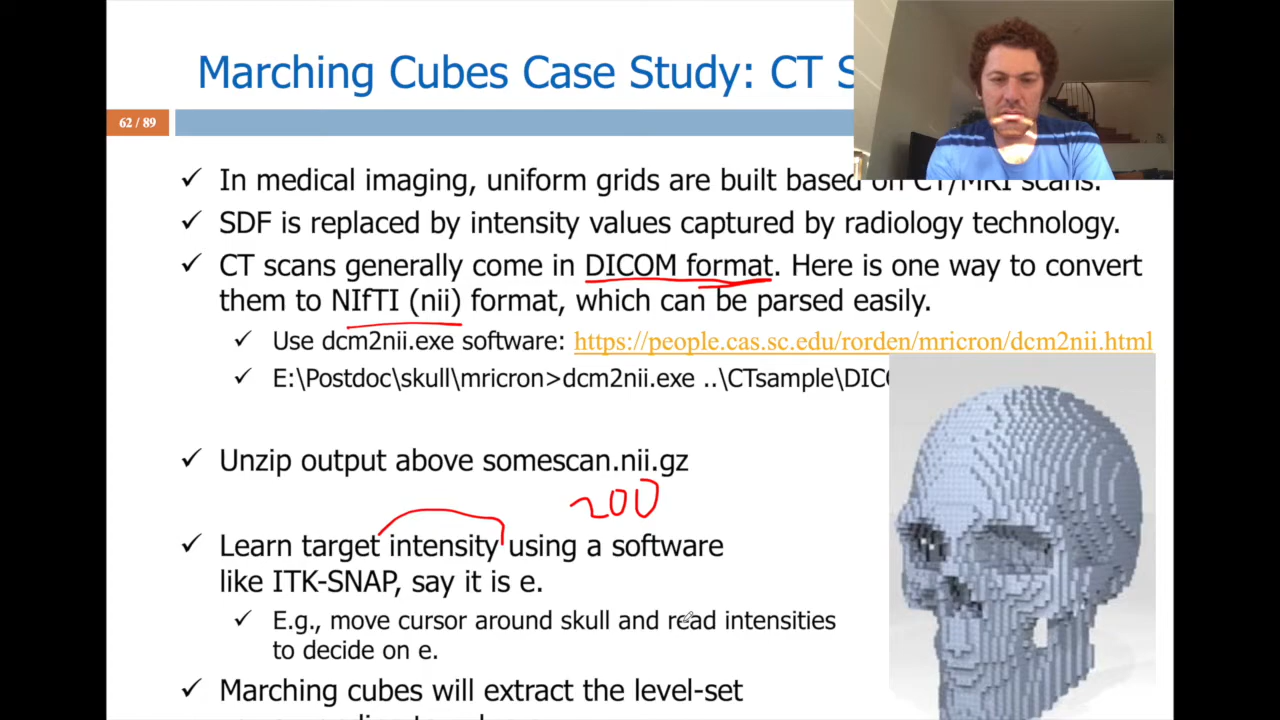 Marching Cubes Case Study: CT S
62 / 89
✓ In medical imaging, uniform grids are built based on CT/MRI scans.
✓ SDF is replaced by intensity values captured by radiology technology.
✓ CT scans generally come in DICOM format. Here is one way to convert
them to NIfTI (nii) format, which can be parsed easily.
✓ Use dcm2nii.exe software: https://people.cas.sc.edu/rorden/mricron/dcm2nii.html
✓ E:\Postdoc\skull\mricron>dcm2nii.exe ..\CTsample\DICO
✓ Unzip output above somescan.nii.gz
200
✓ Learn target intensity using a software
like ITK-SNAP, say it is e.
✓ E.g., move cursor around skull and read intensities
to decide on e.
✓ Marching cubes will extract the level-set